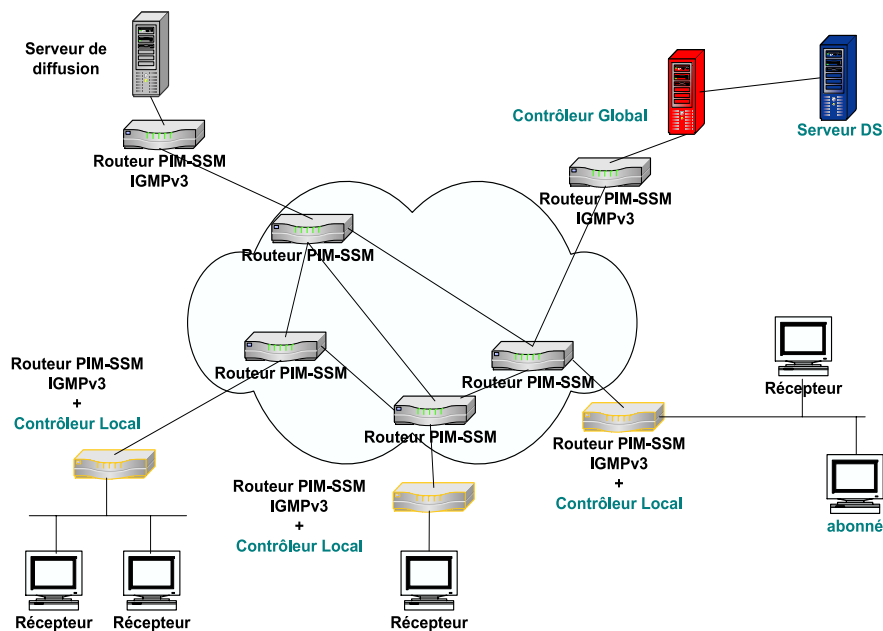 Serveur de
diffusion
Contrôleur Global
Serveur DS
Routeur PIM-SSM
IGMPv3
Routeur PIM-SSM
IGMPv3
Routeur PIM-SSM
Routeur PIM-SSM
Routeur PIM-SSM
Routeur PIM-SSM
Routeur PIM-SSM
IGMPv3
+
Contrôleur Local
Récepteur
Routeur PIM-SSM
IGMPv3
+
Contrôleur Local
Routeur PIM-SSM
IGMPv3
+
Contrôleur Local
abonné
Récepteur
Récepteur
Récepteur